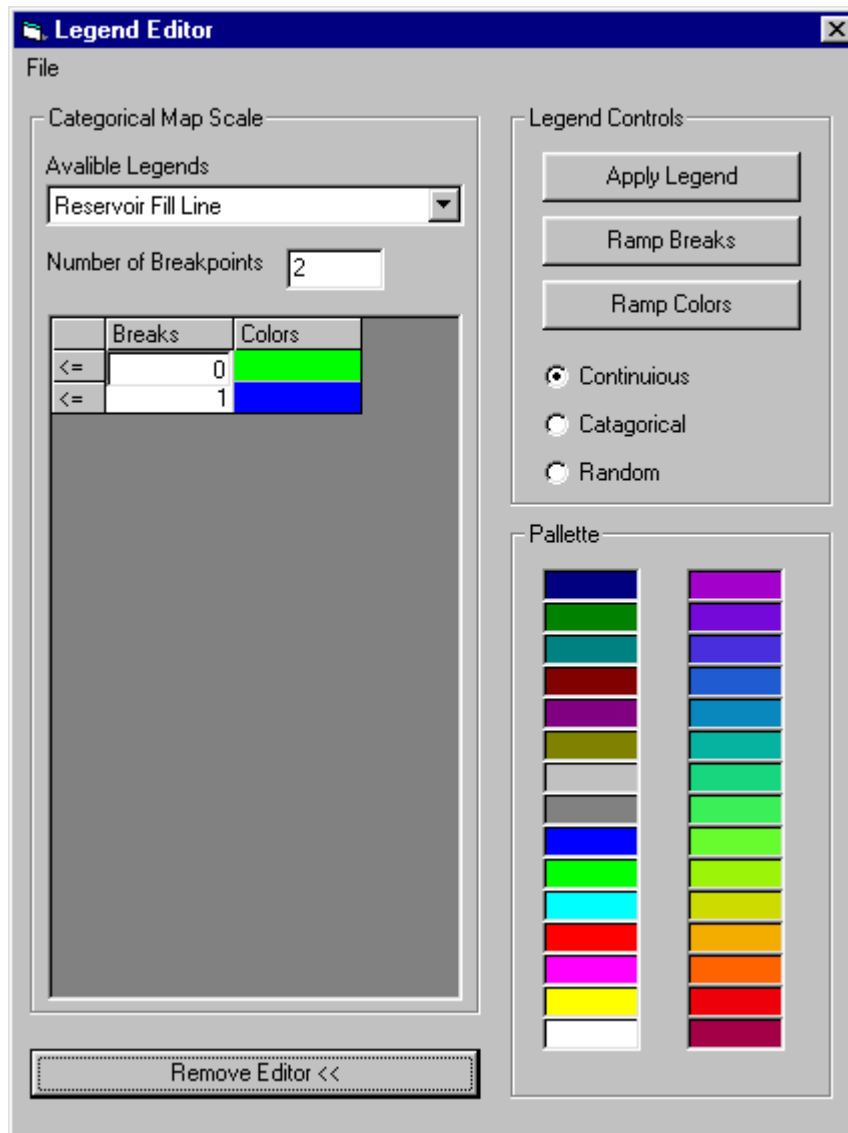 Legend Editor
File
Categorical Map Scale
Avalible Legends
Reservoir Fill Line
Number of Breakpoints 2
Breaks Colors
<= 0
<= 1
Remove Editor <<
Legend Controls
Apply Legend
Ramp Breaks
Ramp Colors
Continuious
Catagorical
Random
Pallette